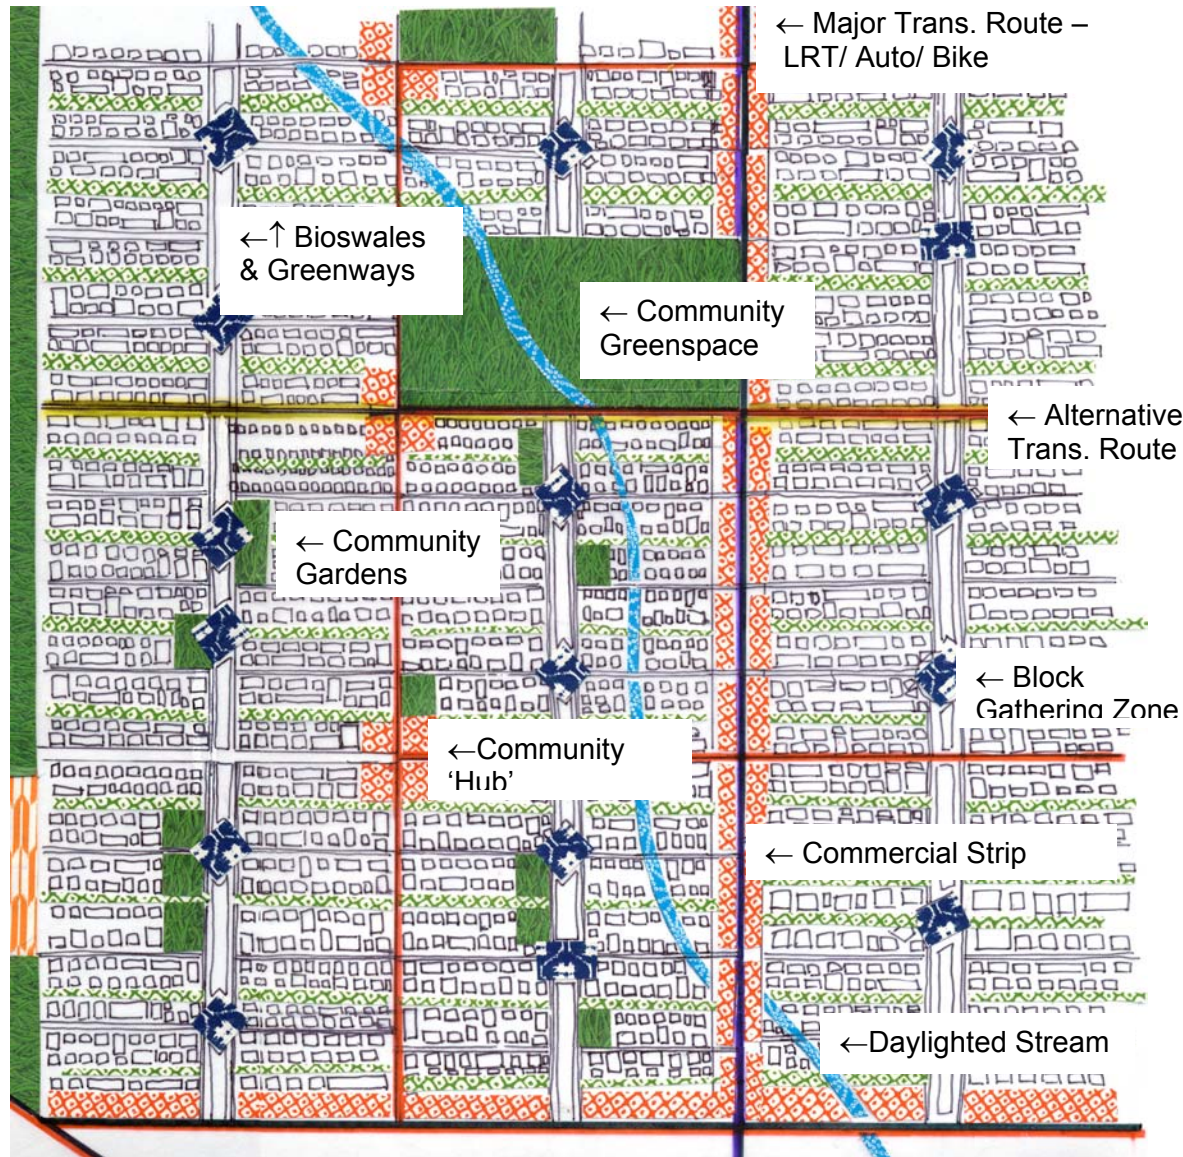 ← Major Trans. Route –
LRT/ Auto/ Bike
←↑ Bioswales
& Greenways
← Community
Greenspace
← Alternative
Trans. Route
← Community
Gardens
← Block
Gathering Zone
←Community
‘Hub’
← Commercial Strip
←Daylighted Stream